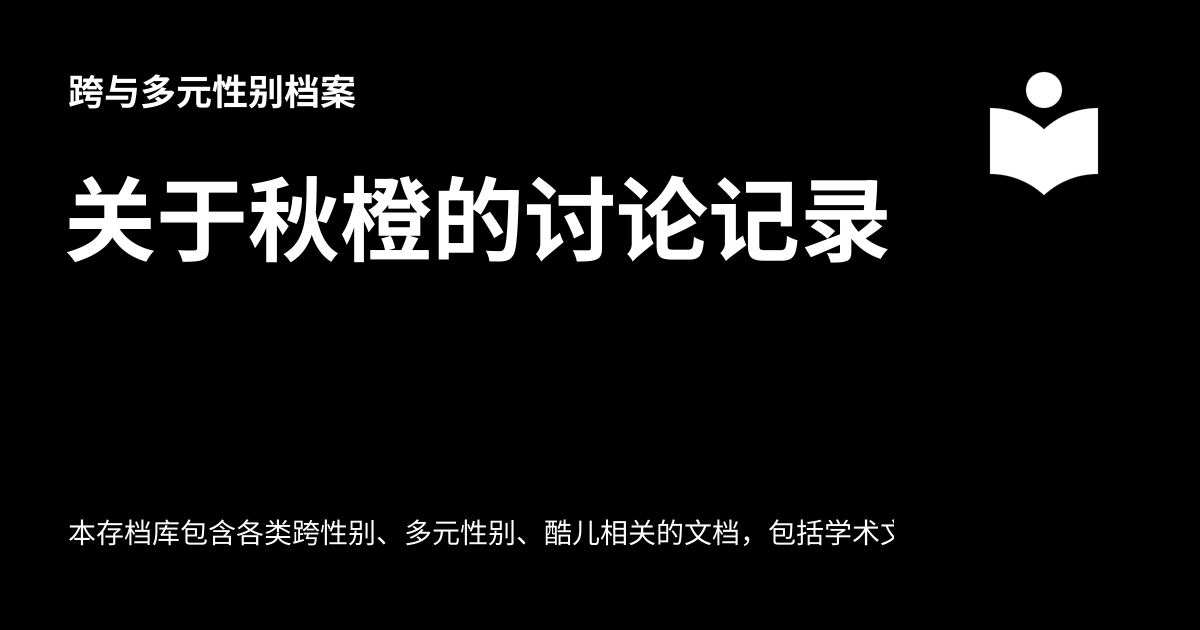 跨与多元性别档案
关于秋橙的讨论记录
本存档库包含各类跨性别、多元性别、酷儿相关的文档，包括学术